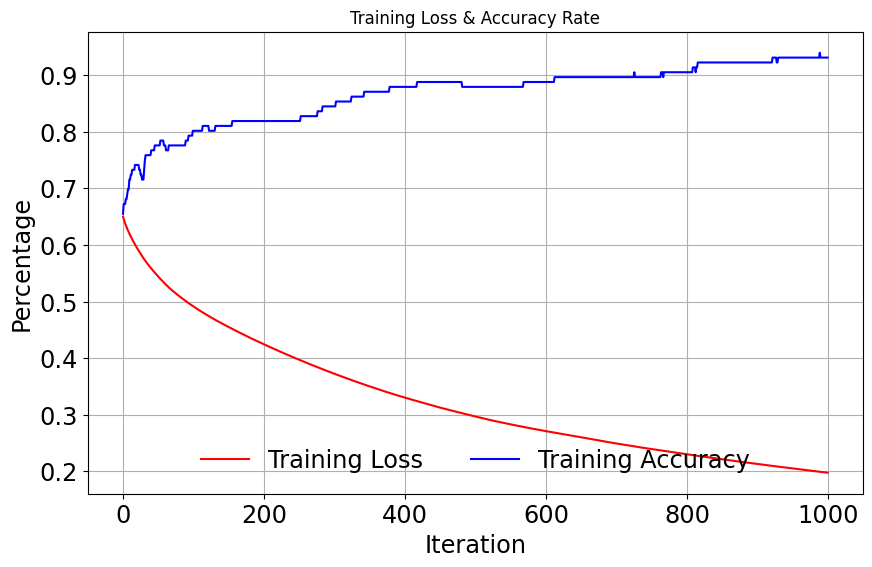 Training Loss & Accuracy Rate
Percentage
0.9
0.8
0.7
0.6
0.5
0.4
0.3
0.2
Training Loss
Training Accuracy
0
200
400
600
800
1000
Iteration